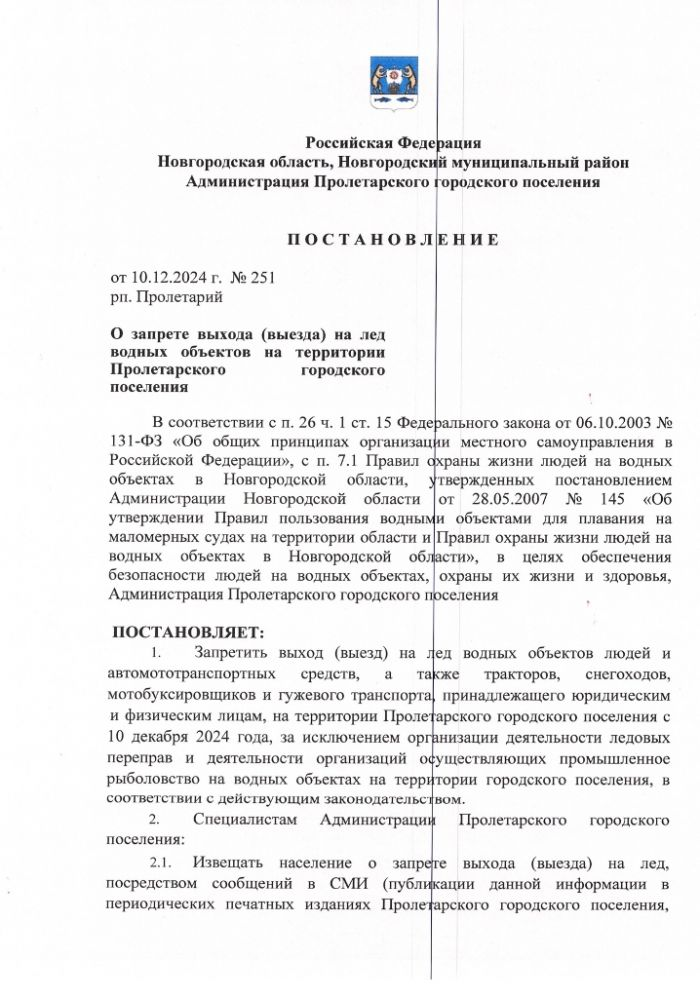 Российская Федерация
Новгородская область, Новгородский муниципальный район
Администрация Пролетарского городского поселения
ПОСТАНОВЛЕНИЕ
от 10.12.2024 г. № 251
рп. Пролетарий
О запрете выхода (выезда) на лед
водных объектов на территории
Пролетарского городского
поселения
В соответствии с п. 26 ч. 1 ст. 15 Федерального закона от 06.10.2003 №
131-ФЗ «Об общих принципах организации местного самоуправления в
Российской Федерации», с п. 7.1 Правил охраны жизни людей на водных
объектах в Новгородской области, утвержденных постановлением
Администрации Новгородской области от 28.05.2007 № 145 «Об
утверждении Правил пользования водными объектами для плавания на
маломерных судах на территории области и Правил охраны жизни людей на
водных объектах в Новгородской области», в целях обеспечения
безопасности людей на водных объектах, охраны их жизни и здоровья,
Администрация Пролетарского городского поселения
ПОСТАНОВЛЯЕТ:
1. Запретить выход (выезд) на лед водных объектов людей и
автомототранспортных средств, а также тракторов, снегоходов,
мотобуксировщиков и гужевого транспорта, принадлежащего юридическим
и физическим лицам, на территории Пролетарского городского поселения с
10 декабря 2024 года, за исключением организации деятельности ледовых
переправ и деятельности организаций осуществляющих промышленное
рыболовство на водных объектах на территории городского поселения, в
соответствии с действующим законодательством.
2. Специалистам Администрации Пролетарского городского
поселения:
2.1. Извещать население о запрете выхода (выезда) на лед,
посредством сообщений в СМИ (публикации данной информации в
периодических печатных изданиях Пролетарского городского поселения,